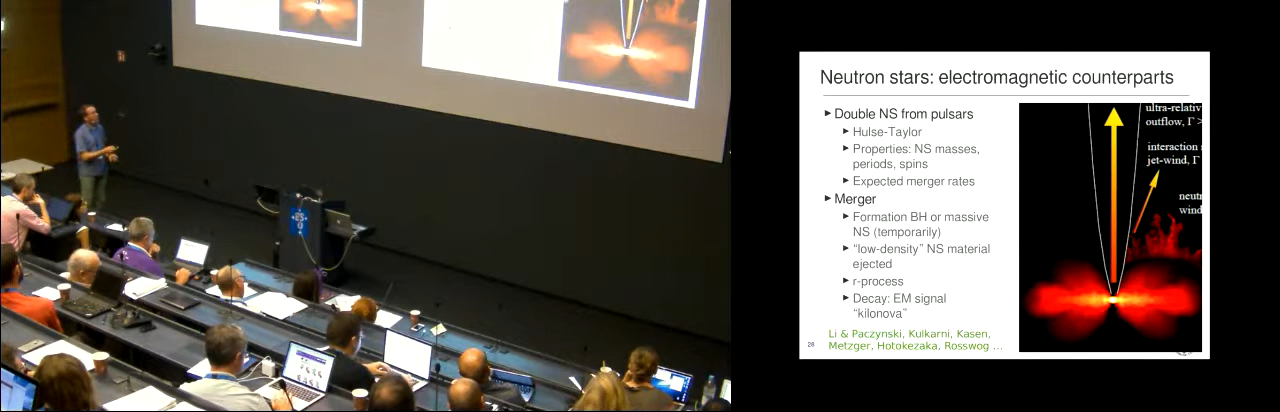 Neutron stars: electromagnetic counterparts
Double NS from pulsars
Hulse-Taylor
Properties: NS masses,
periods, spins
Expected merger rates
Merger
Formation BH or massive
NS (temporarily)
“low-density” NS material
ejected
r-process
Decay: EM signal
“kilonova”
Li & Paczynski, Kulkarni, Kasen,
Metzger, Hotokezaka, Rosswog ...
28
ultra-relativ
outflow, Γ >
interaction
jet-wind, Γ
neutr
wind